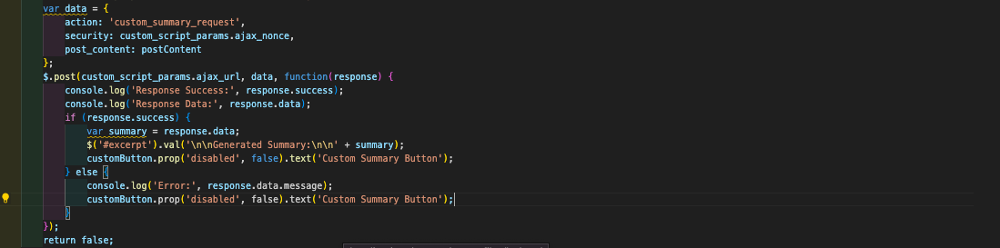 var data = {
action: 'custom_summary_request',
security: custom_script_params.ajax_nonce,
post_content: postContent
};
$.post(custom_script_params.ajax_url, data, function(response) {
console.log('Response Success:', response.success);
console.log('Response Data:', response.data);
if (response.success) {
var summary = response.data;
$('#excerpt').val('\n\nGenerated Summary:\n\n' + summary);
customButton.prop('disabled', false).text('Custom Summary Button');
} else {
console.log('Error:', response.data.message);
customButton.prop('disabled', false).text('Custom Summary Button');
}
});
return false;